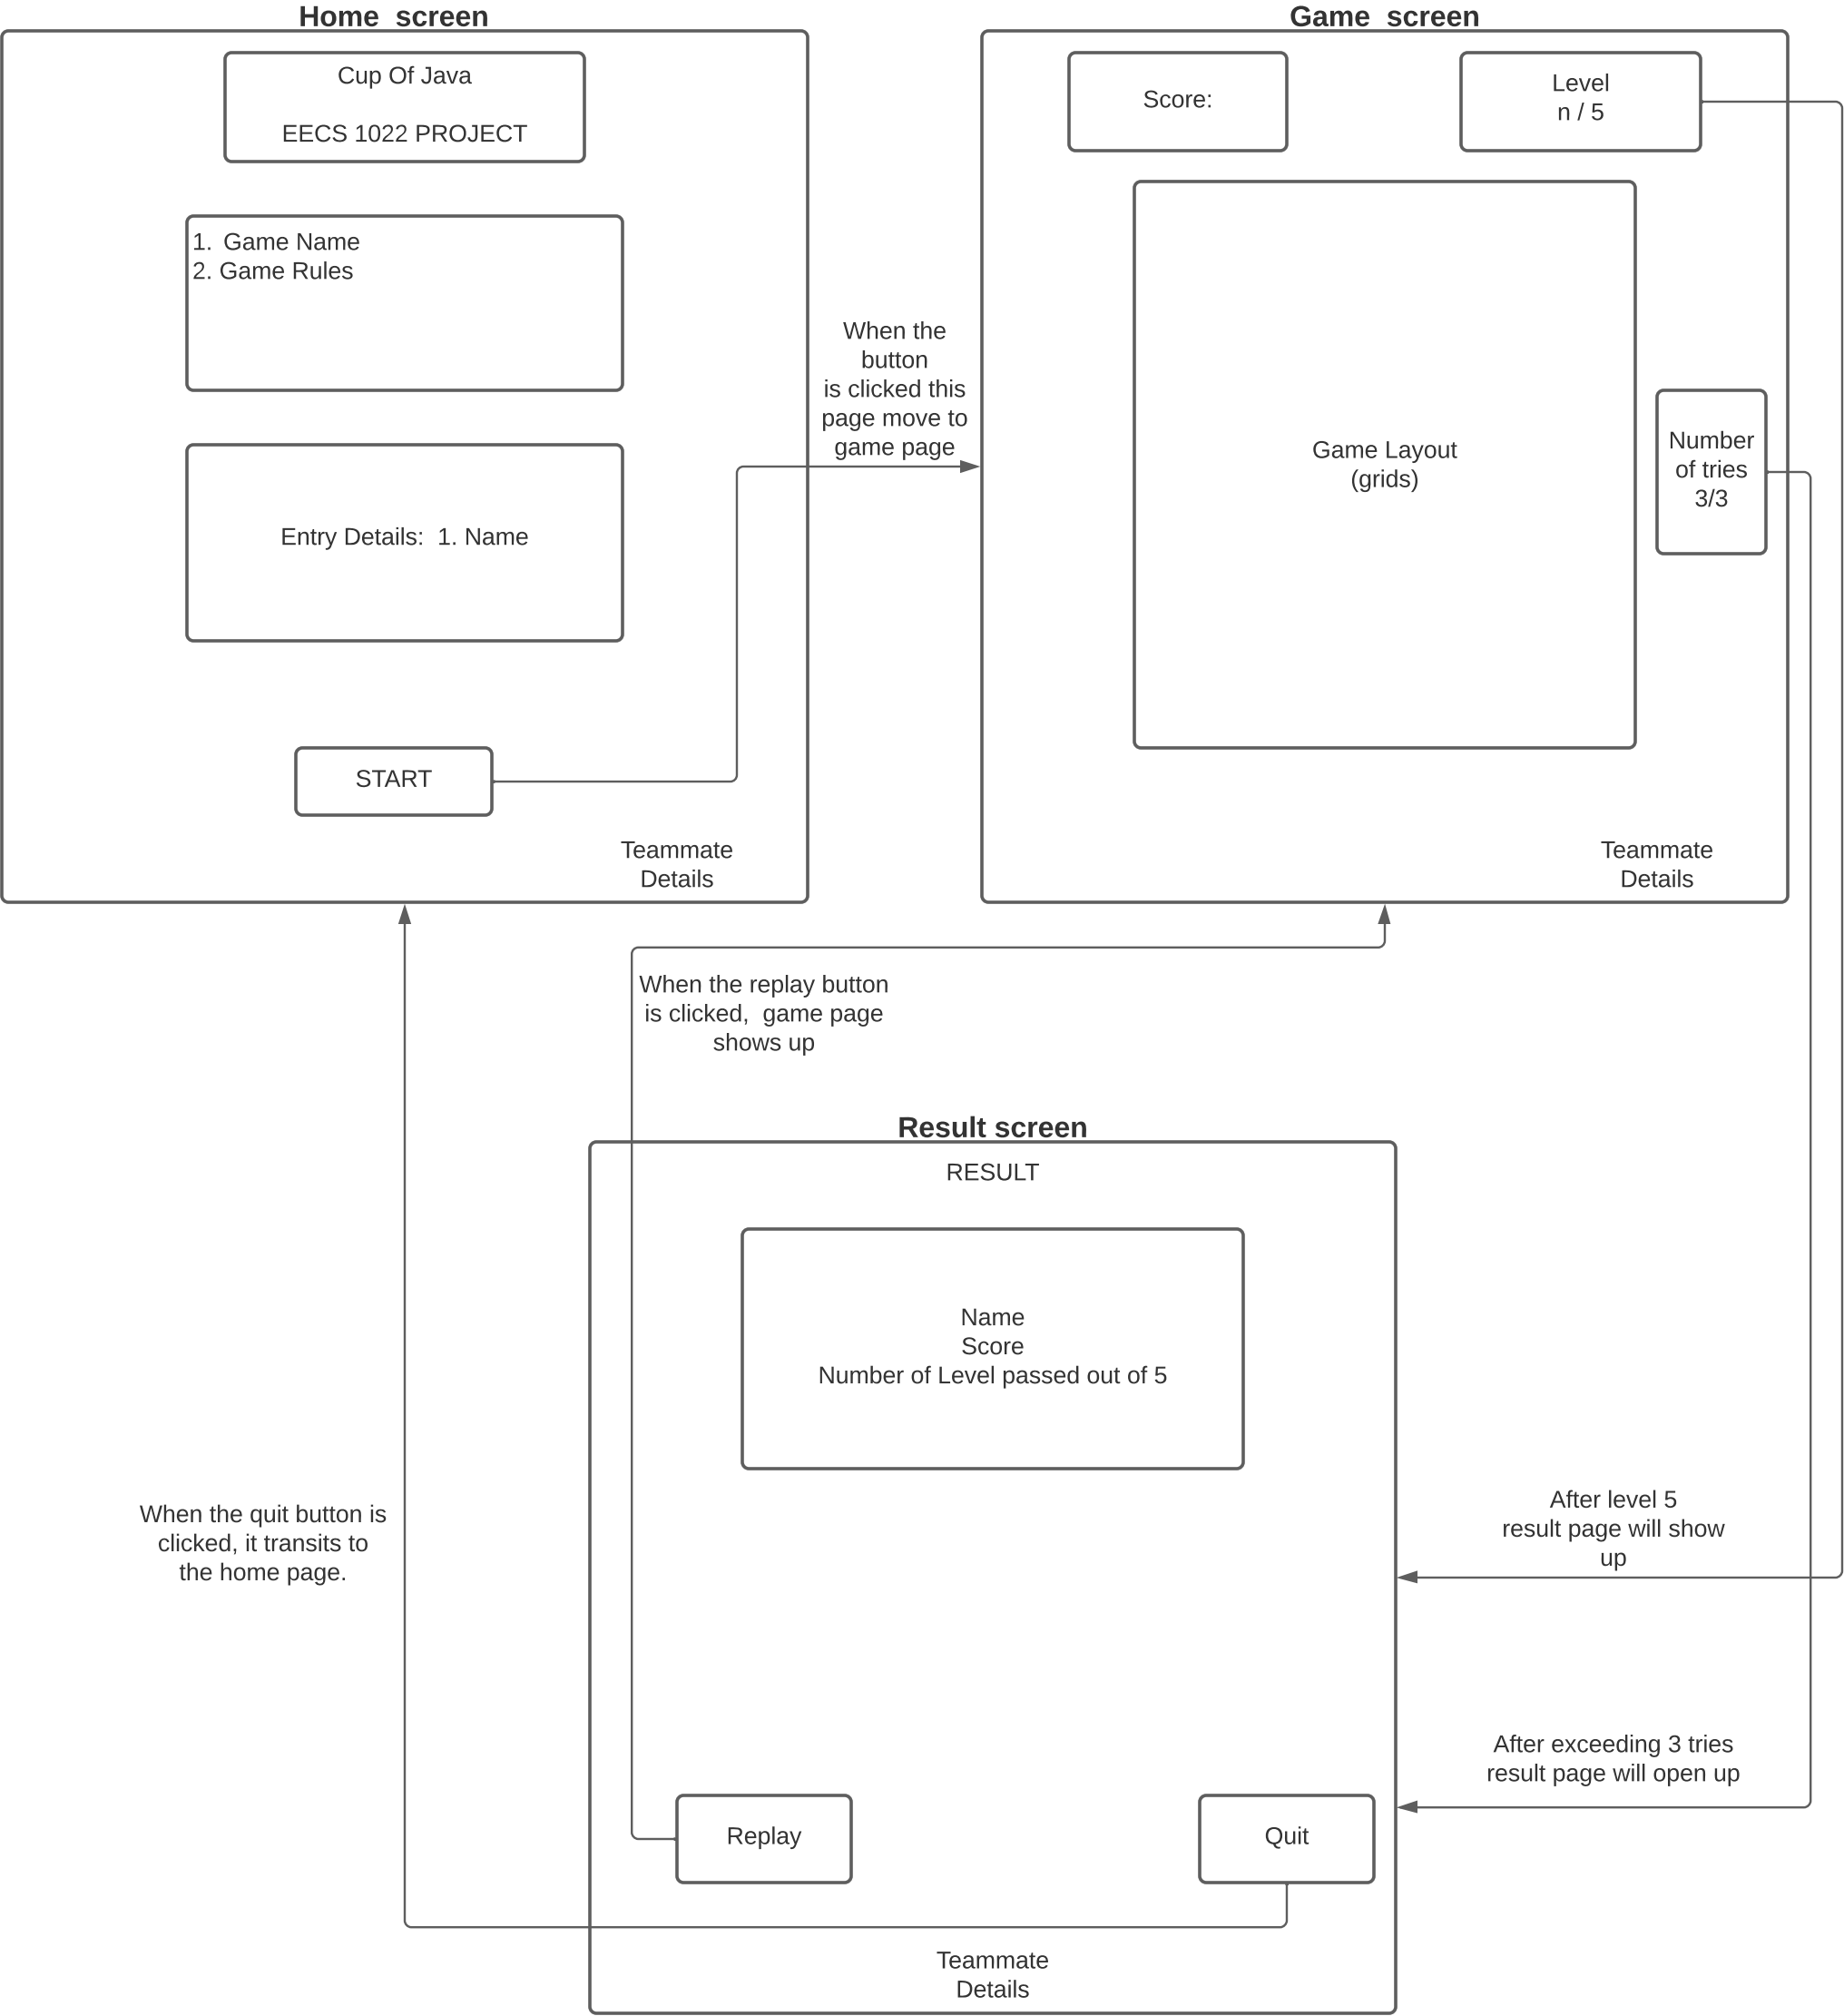 Home  screen
Cup Of Java
EECS 1022 PROJECT
1.  Game Name
2. Game Rules
Entry Details:  1. Name
START
Teammate
Details
When the
button
is clicked this
page move to
game page
Game  screen
Score:
Level
n / 5
Game Layout
(grids)
Number
of tries
3/3
Teammate
Details
When the replay button
is clicked,  game page
shows up
Result screen
RESULT
Name
Score
Number of Level passed out of 5
When the quit button is
clicked, it transits to
the home page.
After level 5
result page will show
up
After exceeding 3 tries
result page will open up
Replay
Quit
Teammate
Details